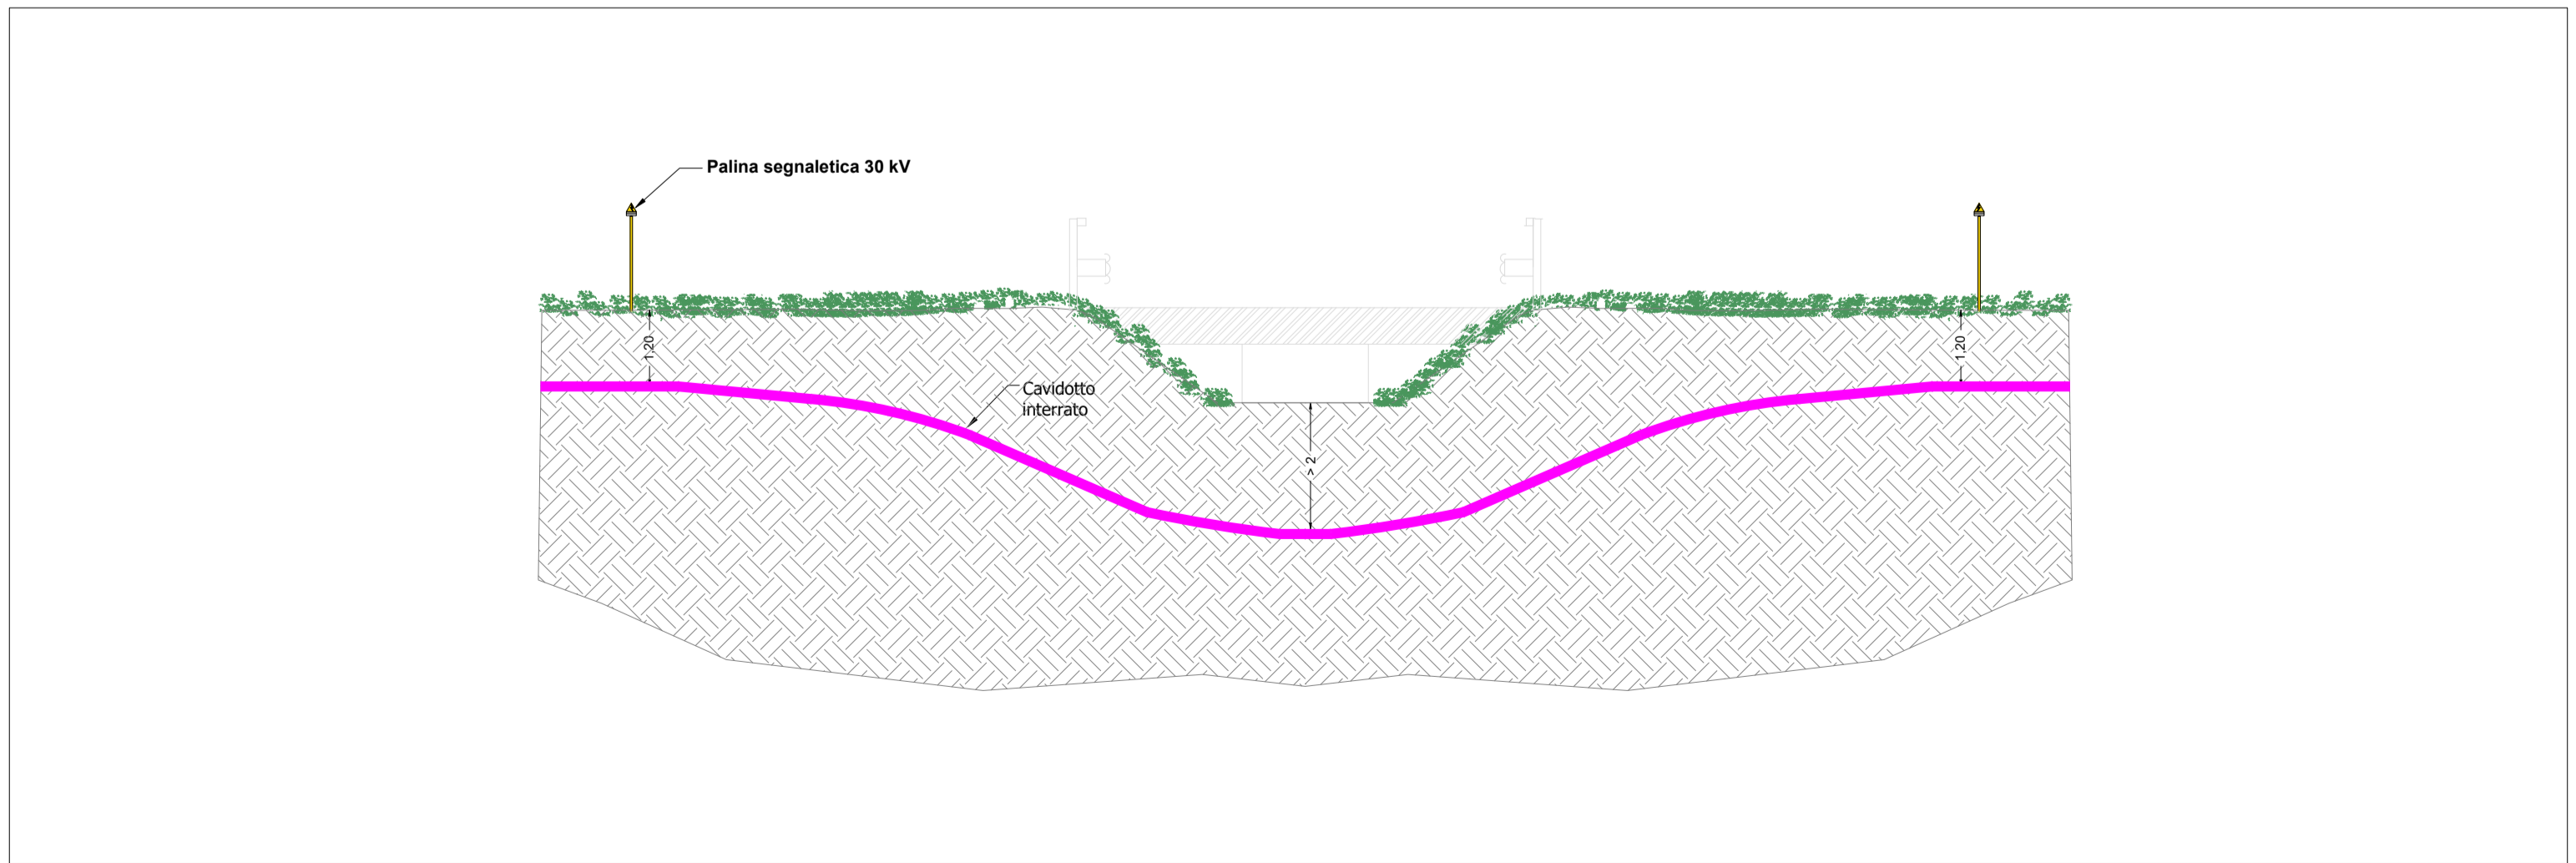 Palina segnaletica 30 kV
1,20
1,20
Cavidotto
interrato
> 2